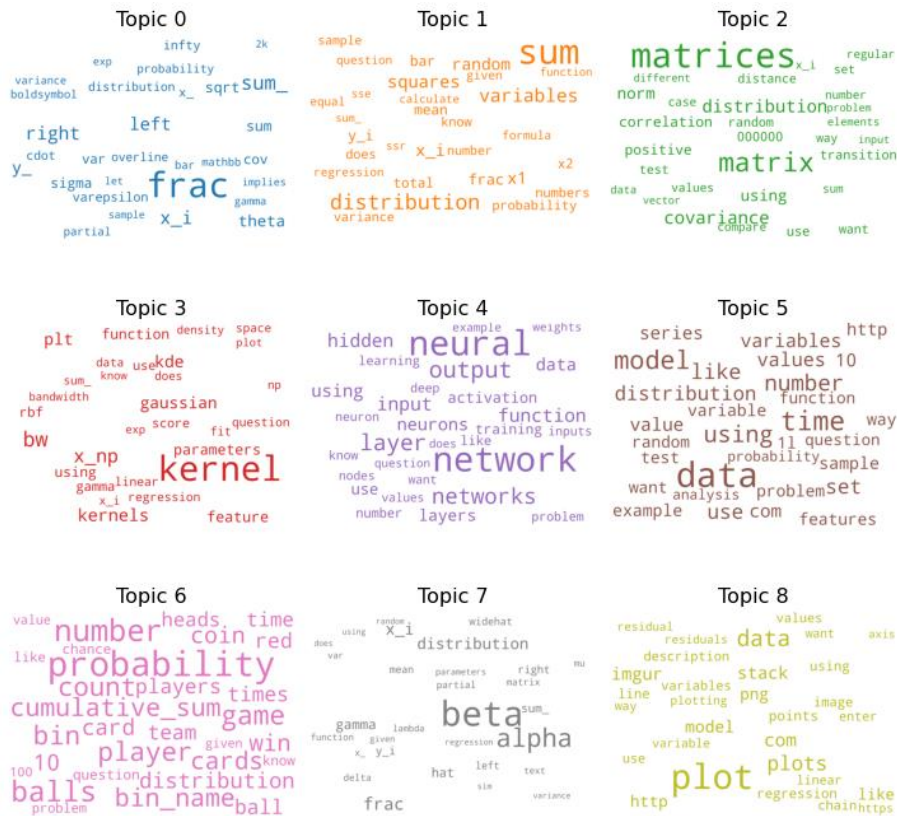 Topic 0
infty 2k
exp probability
variance
boldsymbol distribution x_ sqrt sum_
right left sum
y_ cdot var overline bar mathbb cov
sigma let frac implies
varepsilon gamma
sample x_i theta
partial
Topic 1
sample sum
question bar random given function
squares variables
equal sse calculate
mean
sum_ know
y_i formula
does ssr x_i number x2
regression total frac x1 numbers
distribution probability
variance
Topic 2
matrices x_i regular
different distance set
norm case distribution number
problem
correlation random 000000 way elements
input
positive matrix transition
test
data values using sum
vector
covariance
compare use want
Topic 3
plt function density space
plot
data use kde
sum_ know does np
bandwidth
rbf gaussian
exp score fit question
bw parameters
x_np kernel
using
gamma linear
x_i regression
kernels feature
Topic 4
example weights
hidden neural
learning output data
using deep activation
input function
neuron neurons training inputs
layer does like
know network
question
nodes want
use values networks
number layers problem
Topic 5
series variables http
model like values 10
distribution number
function
variable time way
value using 1l question
random probability
test data sample
want analysis problem set
example use com features
Topic 6
value number heads time
chance coin red
like probability
count players times
cumulative_sum
bin card team game
player given win
10 cards know
100 question distribution
balls bin_name ball
problem
Topic 7
random widehat
using x_i
does distribution
var
mean parameters right mu
partial matrix
beta sum_
gamma lambda alpha
function given regression
x_ y_i
left text
delta hat sim
variance
frac
Topic 8
residual values
residuals data want axis
description
imgur stack using
line variables png
way plotting image
points enter
model
variable com
use plot plots
linear
regression like
http chain https